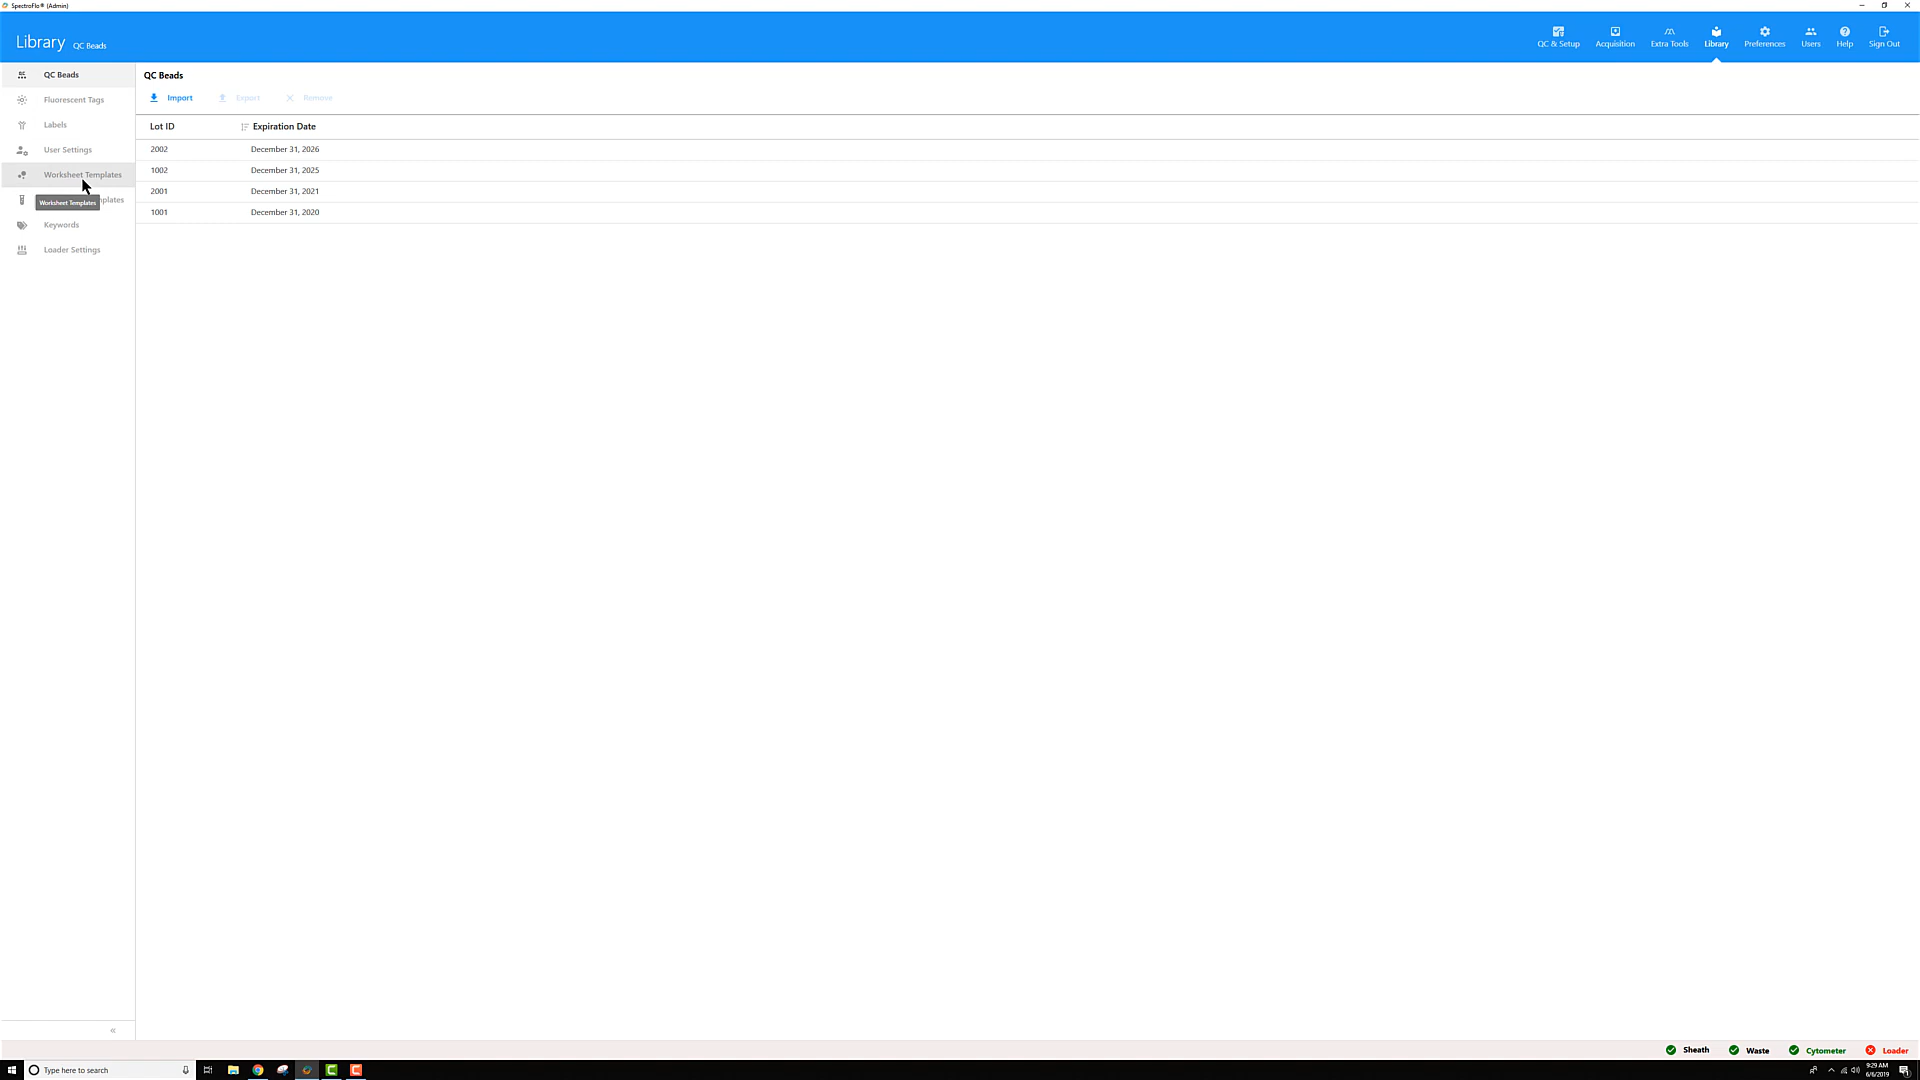 SpectroFlo® (Admin)
Library QC Beads
QC & Setup
Acquisition
Extra Tools
Library
Preferences
Users
Help
Sign Out
QC Beads
Fluorescent Tags
Labels
User Settings
Worksheet Templates
Worksheet Templates
mplates
Keywords
Loader Settings
«
QC Beads
Import Export Remove
Lot ID Expiration Date
2002 December 31, 2026
1002 December 31, 2025
2001 December 31, 2021
1001 December 31, 2020
Sheath Waste Cytometer Loader
Type here to search
9:29 AM
6/6/2019